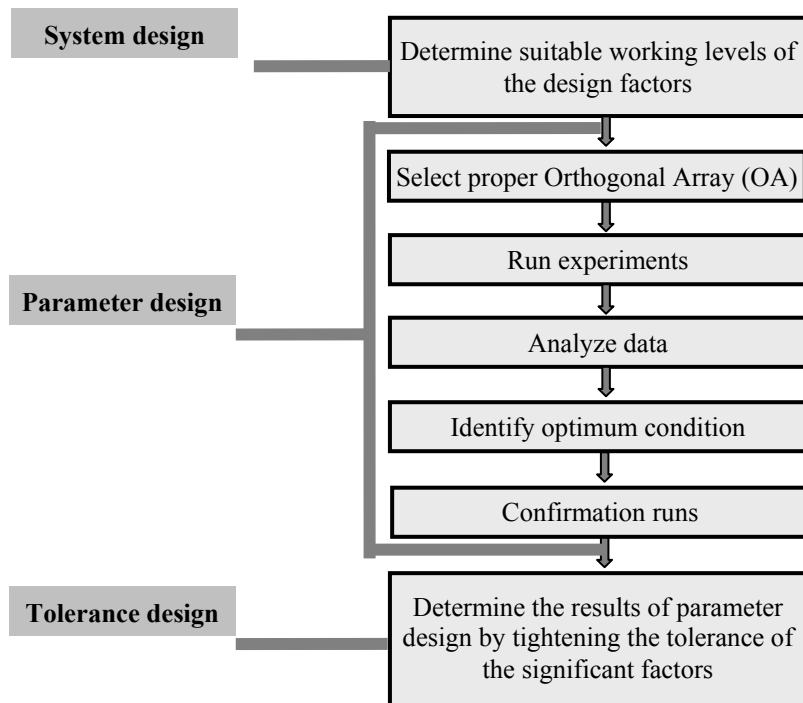 System design
Determine suitable working levels of
the design factors
Select proper Orthogonal Array (OA)
Run experiments
Parameter design
Analyze data
Identify optimum condition
Confirmation runs
Tolerance design
Determine the results of parameter
design by tightening the tolerance of
the significant factors